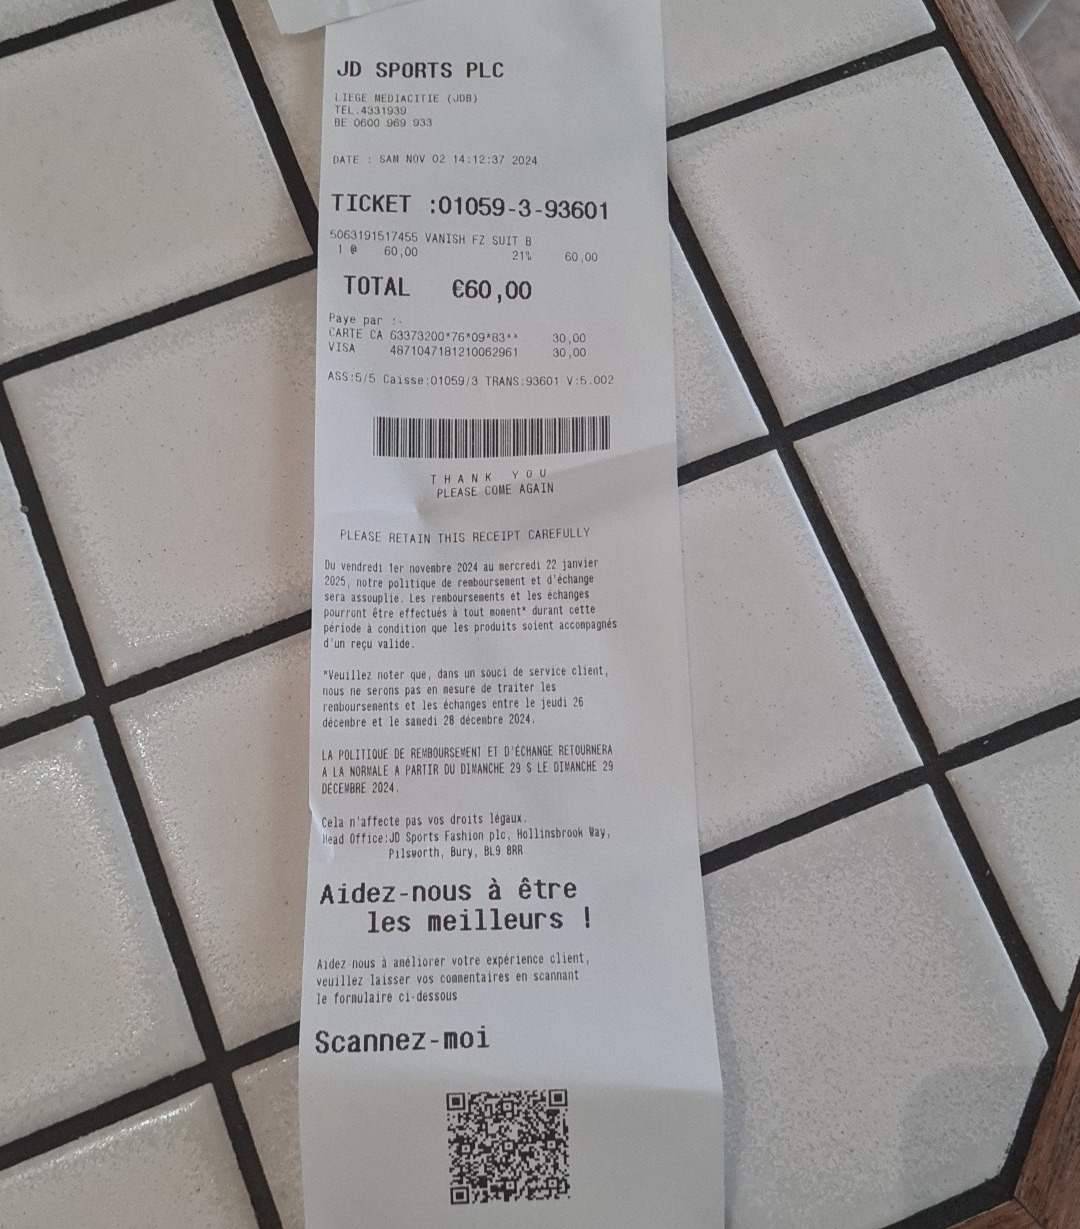 JD SPORTS PLC
LIEGE MEDIACITIE (JDB)
TEL.4331939
BE 0600 969 933
DATE : SAM NOV 02 14:12:37 2024
TICKET :01059-3-93601
5063191517455 VANISH FZ SUIT B
1 @ 60,00 21% 60,00
TOTAL €60,00
Paye par :-
CARTE CA 63373200*76*09*83** 30,00
VISA 4871047181210062961 30,00
ASS:5/5 Caisse:01059/3 TRANS:93601 V:5.002
T H A N K Y O U
PLEASE COME AGAIN
PLEASE RETAIN THIS RECEIPT CAREFULLY
Du vendredi 1er novembre 2024 au mercredi 22 janvier
2025, notre politique de remboursement et d'échange
sera assouplie. Les remboursements et les échanges
pourront être effectués à tout moment* durant cette
période à condition que les produits soient accompagnés
d'un reçu valide.
*Veuillez noter que, dans un souci de service client,
nous ne serons pas en mesure de traiter les
remboursements et les échanges entre le jeudi 26
décembre et le samedi 28 décembre 2024.
LA POLITIQUE DE REMBOURSEMENT ET D'ÉCHANGE RETOURNERA
A LA NORMALE A PARTIR DU DIMANCHE 29 S LE DIMANCHE 29
DÉCEMBRE 2024.
Cela n'affecte pas vos droits légaux.
Head Office:JD Sports Fashion plc, Hollinsbrook Way,
Pilsworth, Bury, BL9 8RR
Aidez-nous à être
les meilleurs !
Aidez-nous à améliorer votre expérience client,
veuillez laisser vos commentaires en scannant
le formulaire ci-dessous
Scannez-moi